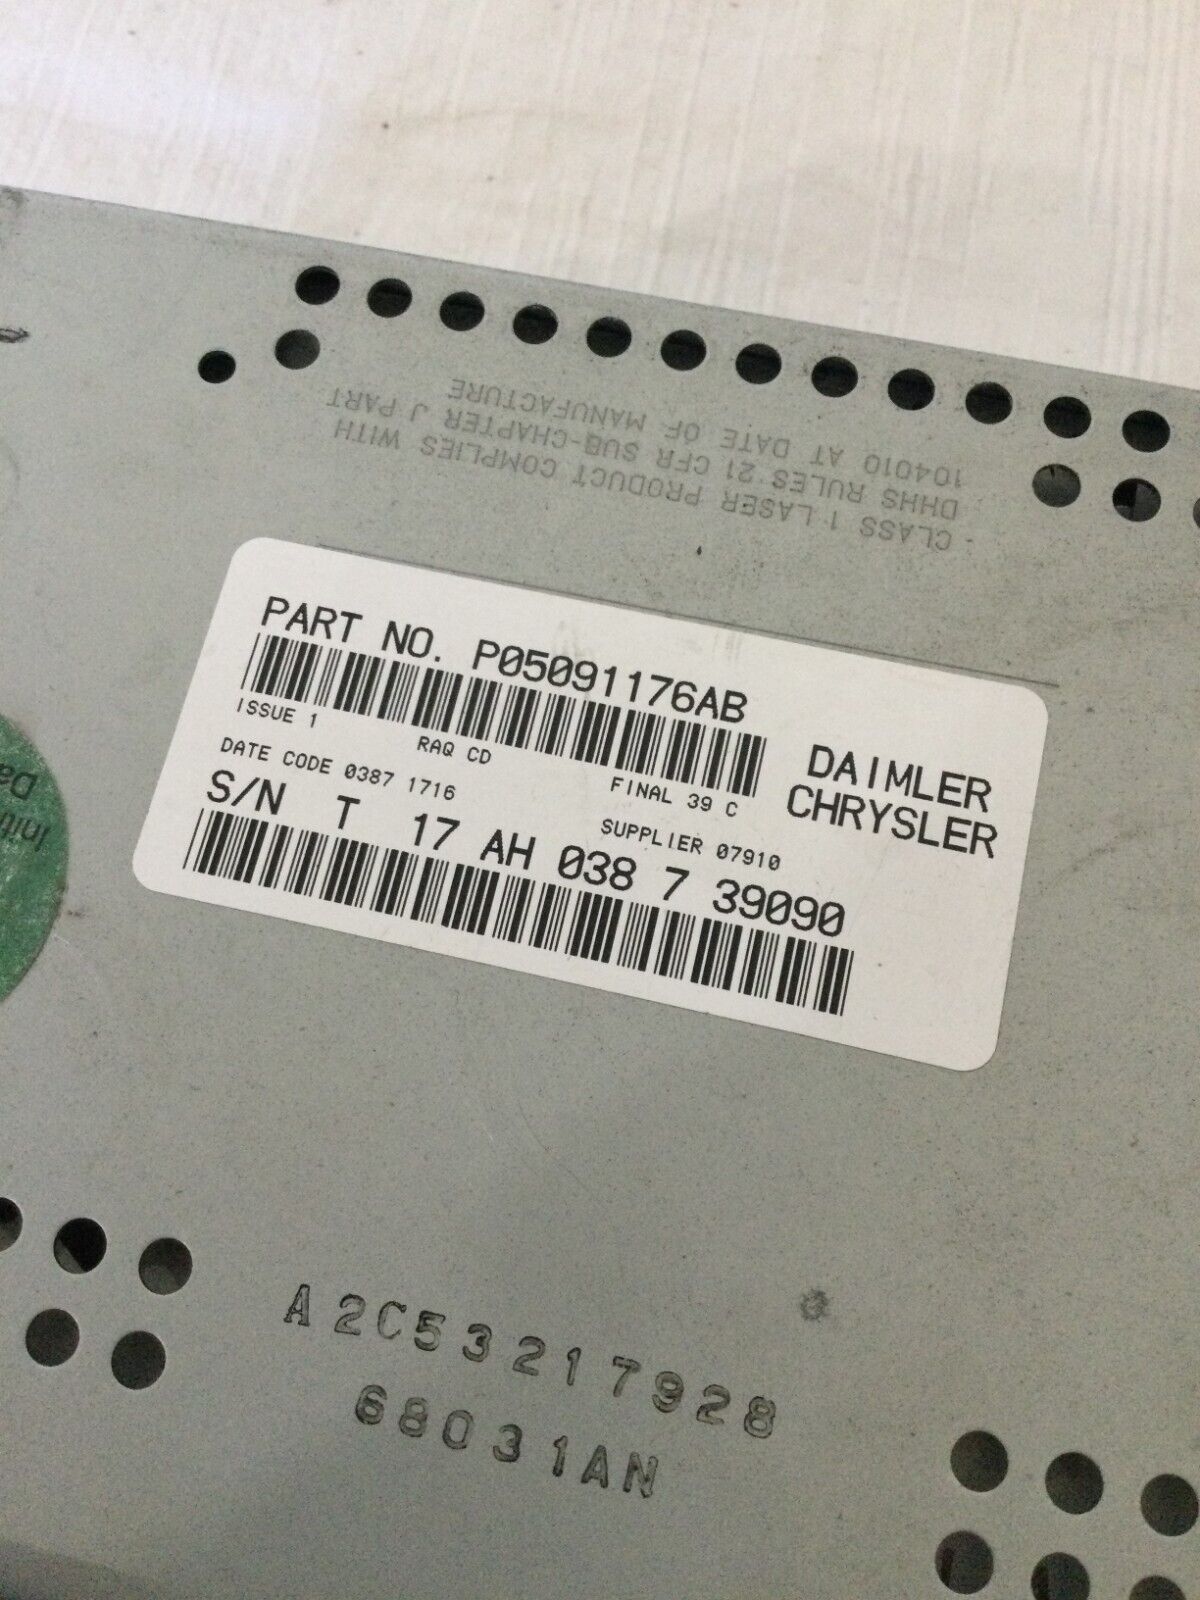 CLASS 1 LASER PRODUCT COMPLIES WITH
DHHS RULES 21 CFR SUB-CHAPTER J PART
104010 AT DATE OF MANUFACTURE
PART NO. P05091176AB
ISSUE 1 RAQ CD FINAL 39 C
DAIMLER
CHRYSLER
DATE CODE 0387 1716 SUPPLIER 07910
S/N T 17 AH 038 7 39090
A2C53217928
68031AN